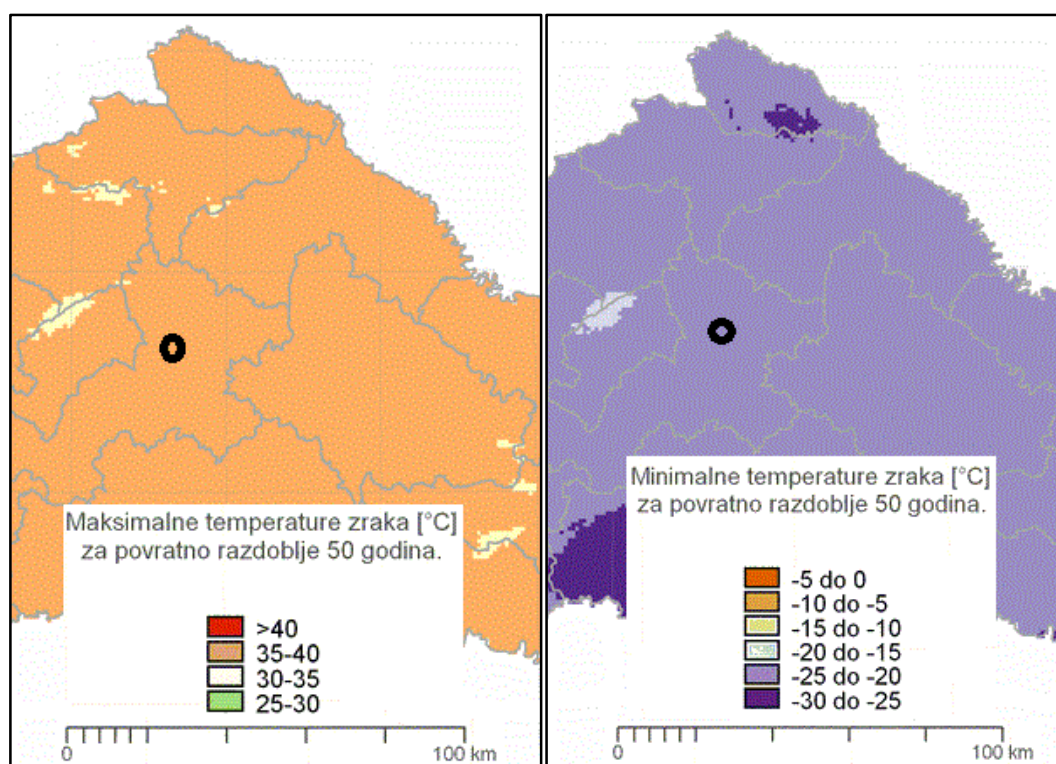 Maksimalne temperature zraka [°C]
za povratno razdoblje 50 godina.
>40
35-40
30-35
25-30
0
100 km
Minimalne temperature zraka [°C]
za povratno razdoblje 50 godina.
-5 do 0
-10 do -5
-15 do -10
-20 do -15
-25 do -20
-30 do -25
0
100 km